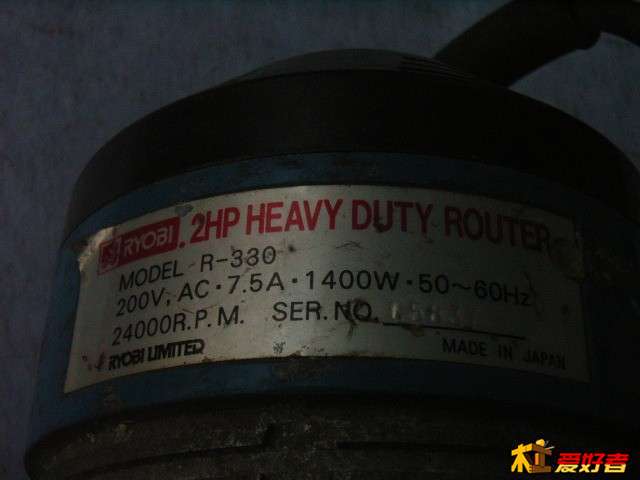 RYOBI. 2HP HEAVY DUTY ROUTER
MODEL R-330
200V, AC・7.5A・1400W・50~60Hz
24000R.P.M. SER.NO.
RYOBI LIMITED MADE IN JAPAN
爱好者